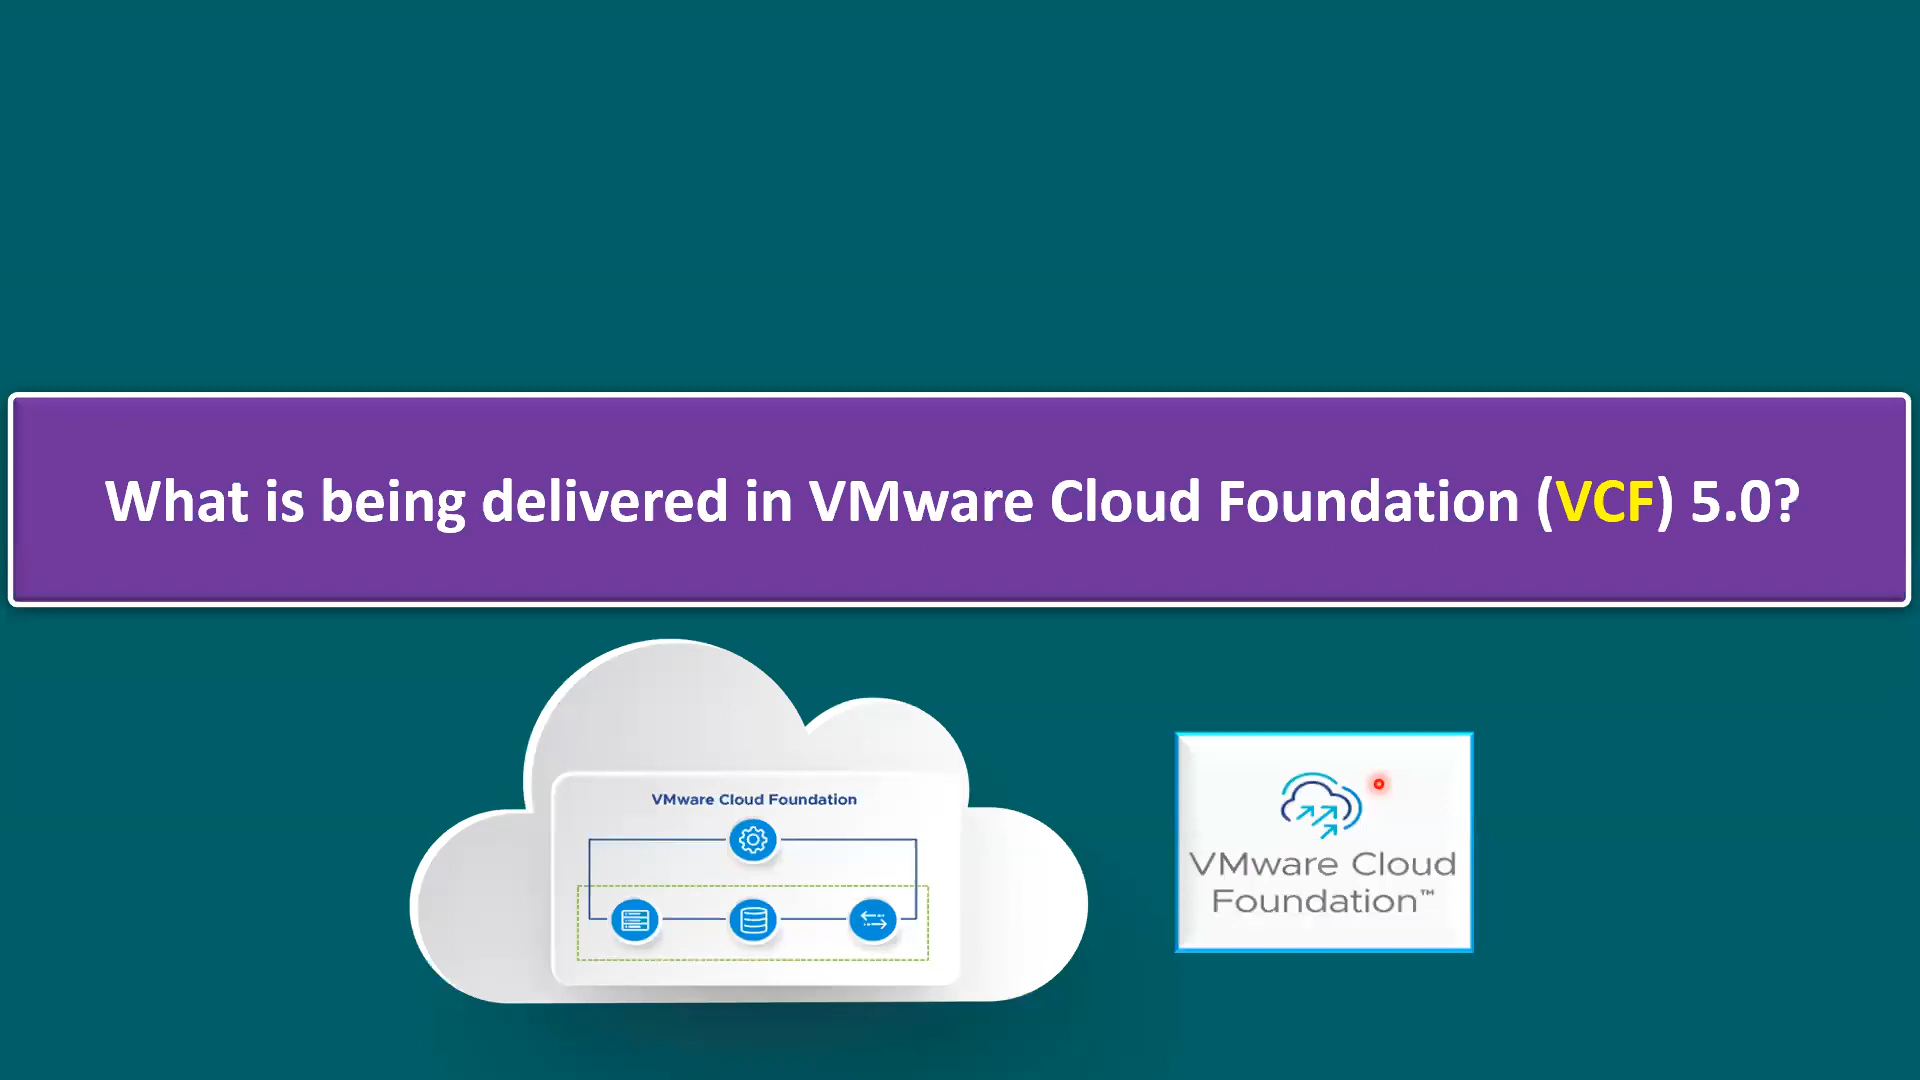 What is being delivered in VMware Cloud Foundation (VCF) 5.0?
VMware Cloud Foundation
VMware Cloud
Foundation™